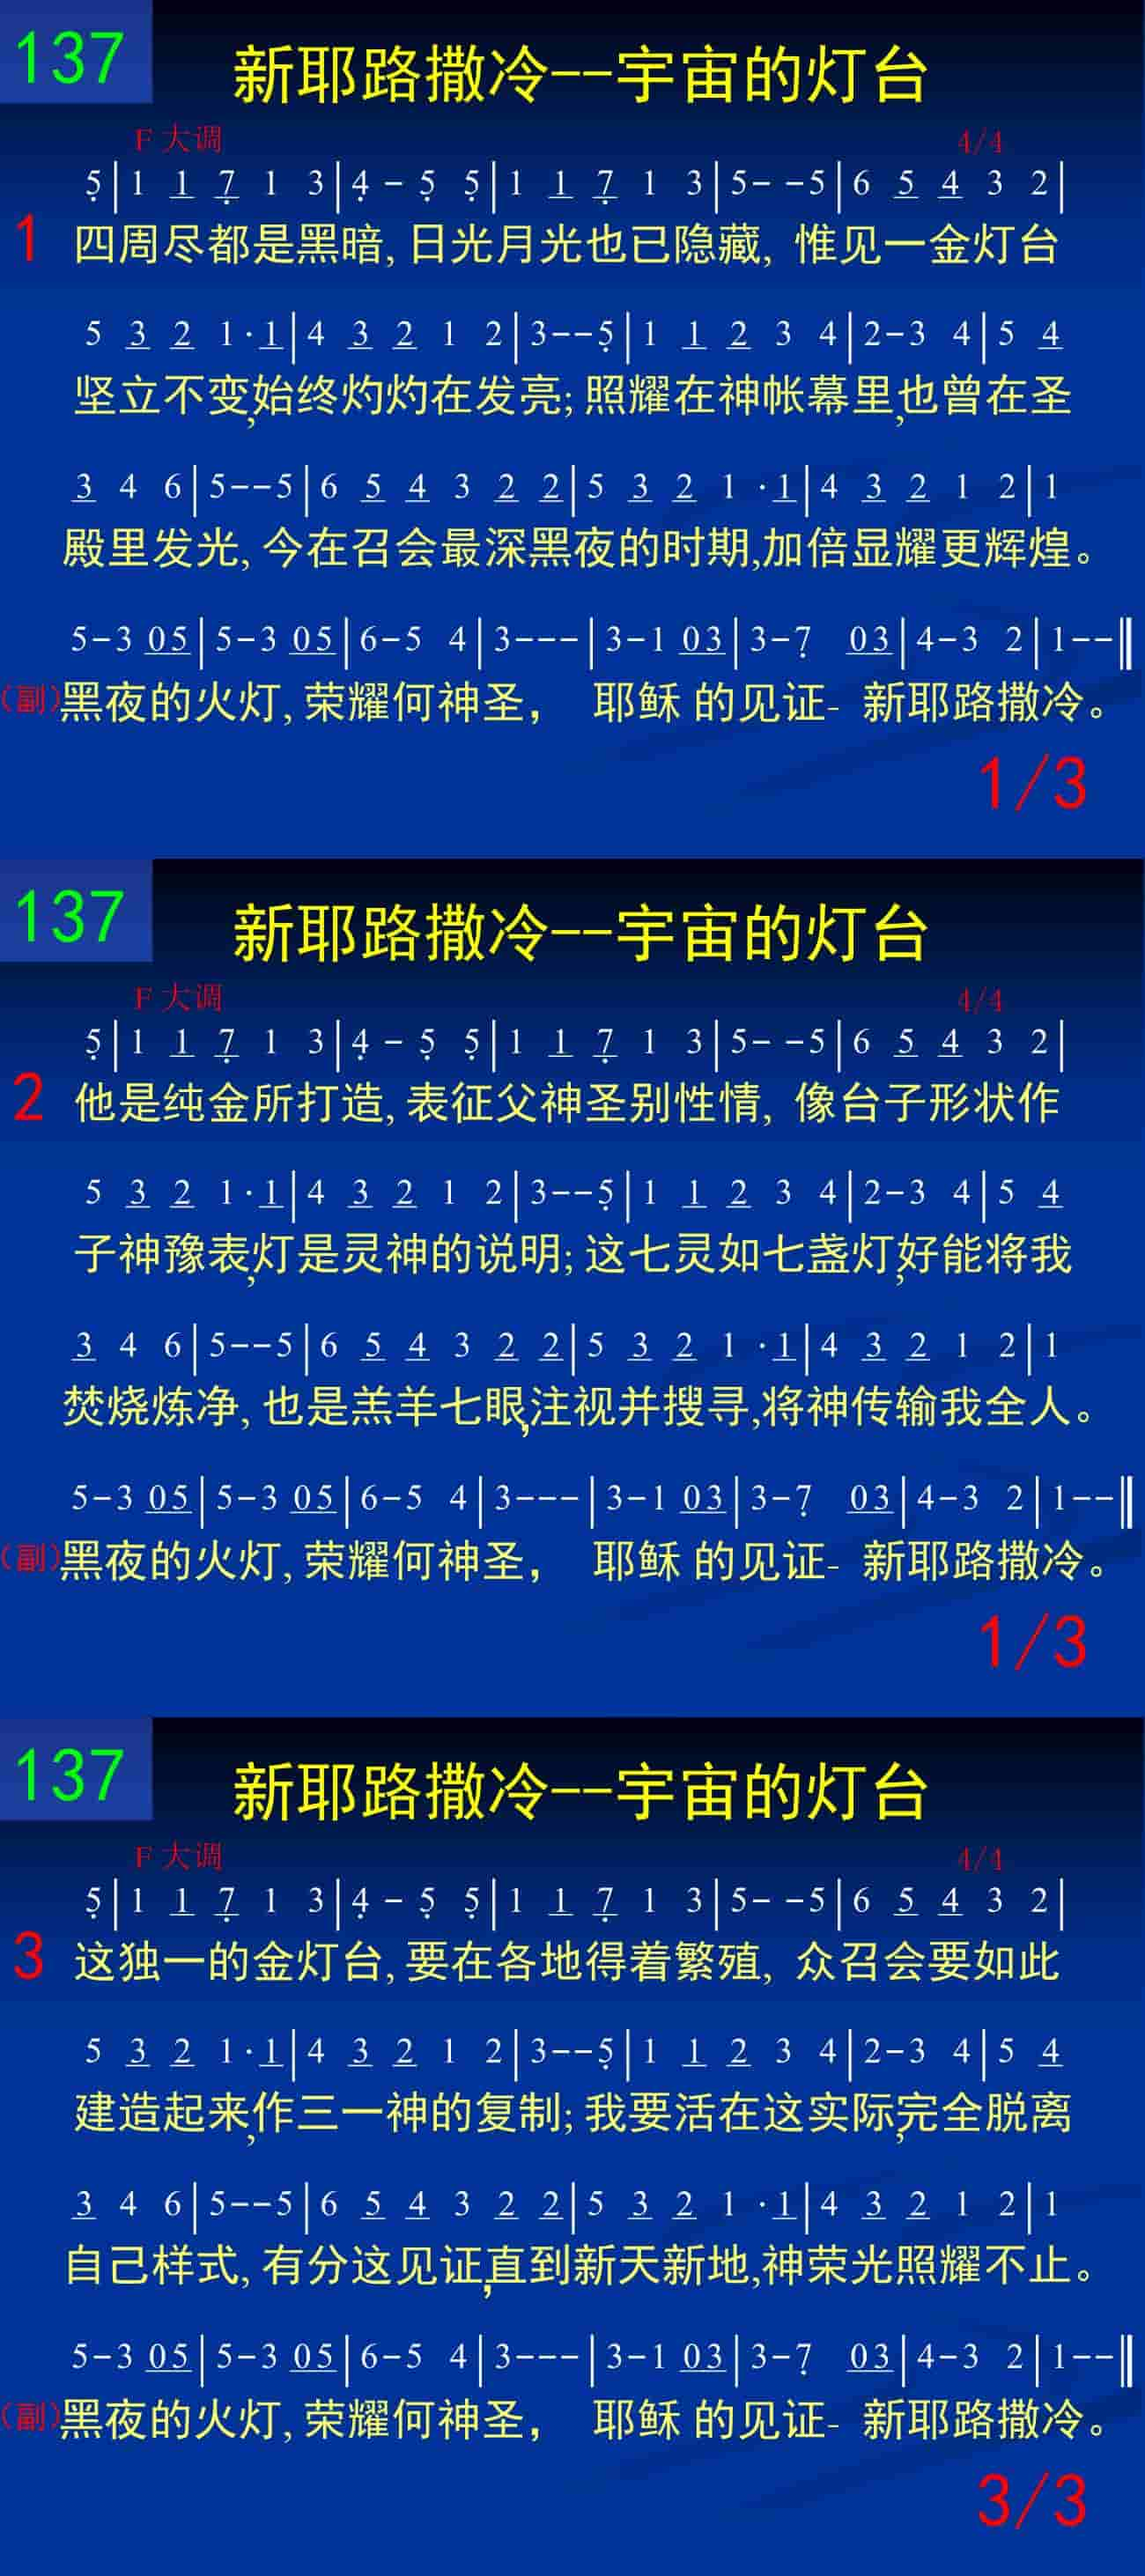 137
新耶路撒冷--宇宙的灯台
F 大调 4/4
5̣|1 1 7̣ 1 3|4̣ - 5̣ 5̣|1 1 7̣ 1 3|5- -5|6 5 4 3 2|
1 四周尽都是黑暗, 日光月光也已隐藏, 惟见一金灯台
5 3 2 1·1|4 3 2 1 2|3--5̣|1 1 2 3 4|2-3 4|5 4
坚立不变,始终灼灼在发亮; 照耀在神帐幕里,也曾在圣
3 4 6|5--5|6 5 4 3 2 2|5 3 2 1 ·1|4 3 2 1 2|1
殿里发光, 今在召会最深黑夜的时期,加倍显耀更辉煌。
5-3 05|5-3 05|6-5 4|3---|3-1 03|3-7̣ 03|4-3 2|1--‖
(副)黑夜的火灯, 荣耀何神圣, 耶稣 的见证- 新耶路撒冷。
1/3
137
新耶路撒冷--宇宙的灯台
F 大调 4/4
5̣|1 1 7̣ 1 3|4̣ - 5̣ 5̣|1 1 7̣ 1 3|5- -5|6 5 4 3 2|
2 他是纯金所打造, 表征父神圣别性情, 像台子形状作
5 3 2 1·1|4 3 2 1 2|3--5̣|1 1 2 3 4|2-3 4|5 4
子神豫表,灯是灵神的说明; 这七灵如七盏灯,好能将我
3 4 6|5--5|6 5 4 3 2 2|5 3 2 1 ·1|4 3 2 1 2|1
焚烧炼净, 也是羔羊七眼,注视并搜寻,将神传输我全人。
5-3 05|5-3 05|6-5 4|3---|3-1 03|3-7̣ 03|4-3 2|1--‖
(副)黑夜的火灯, 荣耀何神圣, 耶稣 的见证- 新耶路撒冷。
1/3
137
新耶路撒冷--宇宙的灯台
F 大调 4/4
5̣|1 1 7̣ 1 3|4̣ - 5̣ 5̣|1 1 7̣ 1 3|5- -5|6 5 4 3 2|
3 这独一的金灯台, 要在各地得着繁殖, 众召会要如此
5 3 2 1·1|4 3 2 1 2|3--5̣|1 1 2 3 4|2-3 4|5 4
建造起来,作三一神的复制; 我要活在这实际,完全脱离
3 4 6|5--5|6 5 4 3 2 2|5 3 2 1 ·1|4 3 2 1 2|1
自己样式, 有分这见证,直到新天新地,神荣光照耀不止。
5-3 05|5-3 05|6-5 4|3---|3-1 03|3-7̣ 03|4-3 2|1--‖
(副)黑夜的火灯, 荣耀何神圣, 耶稣 的见证- 新耶路撒冷。
3/3